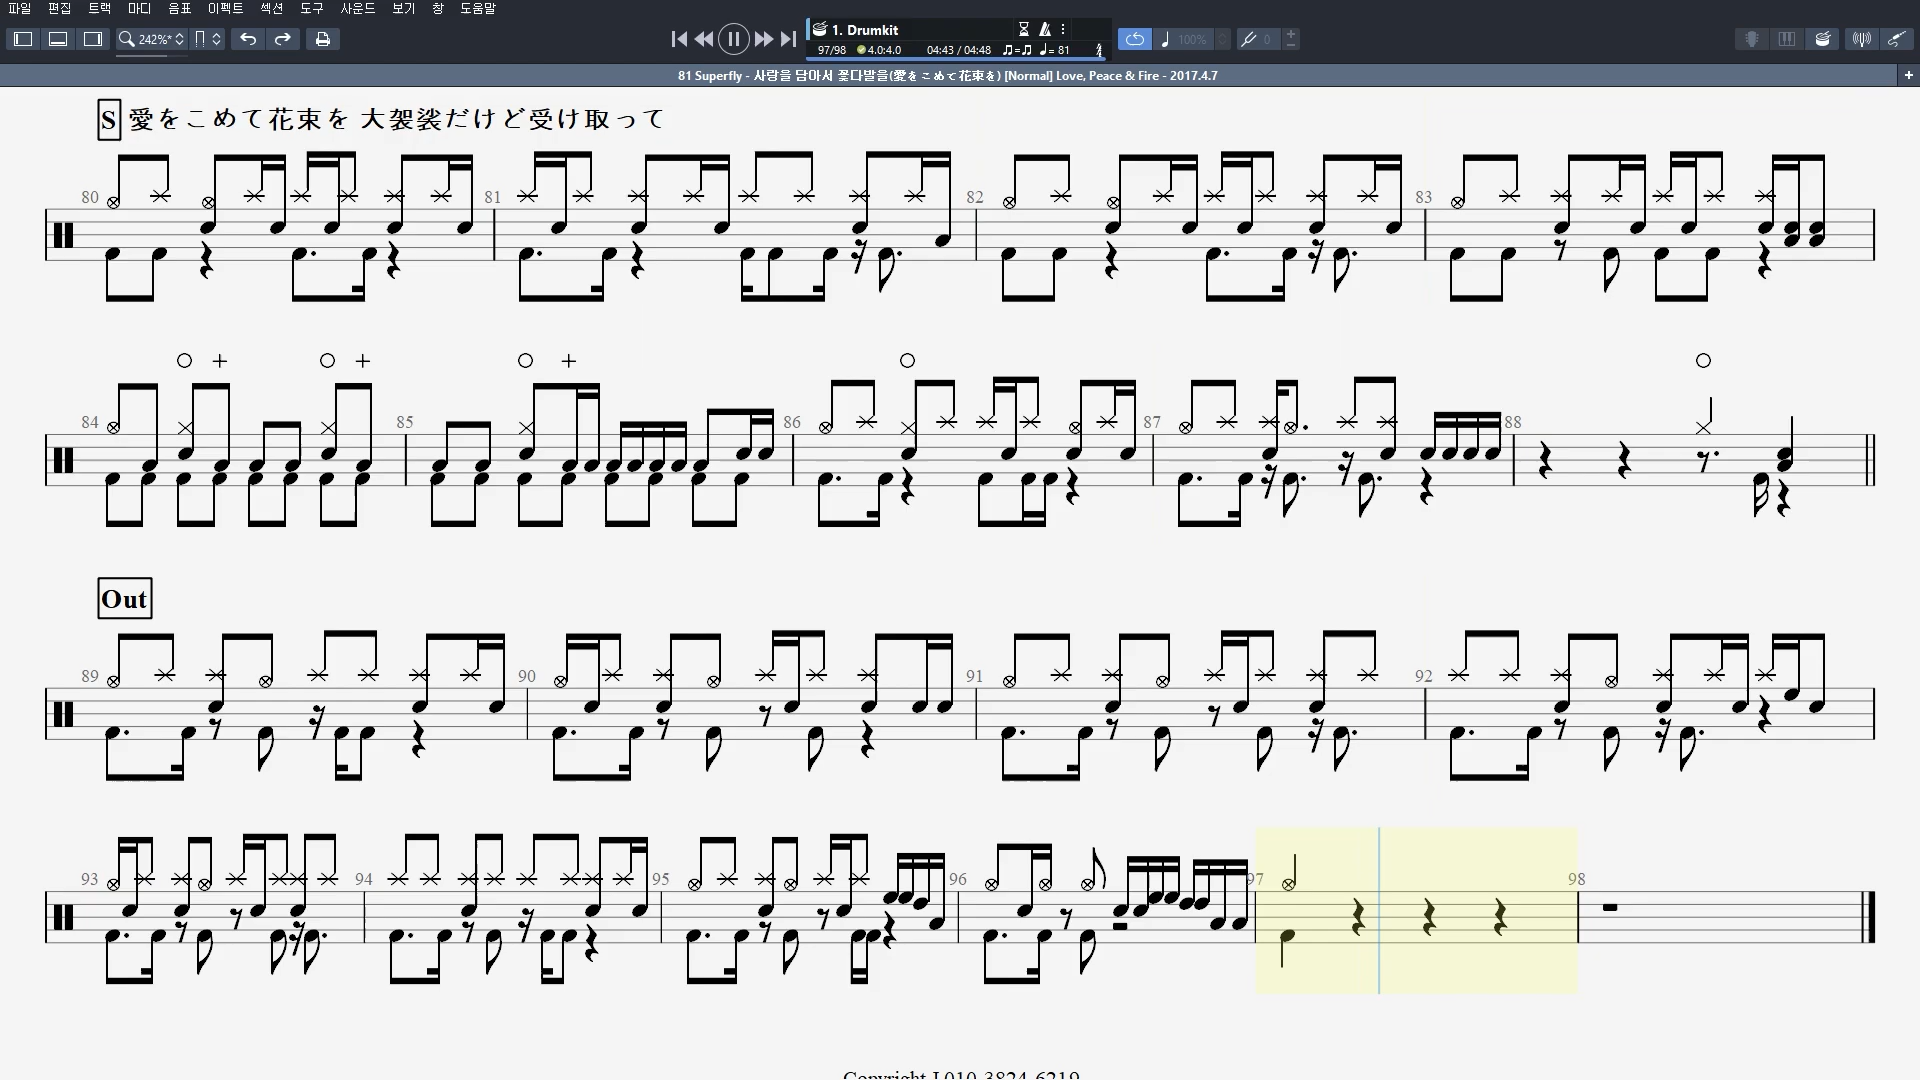 파일 편집 트랙 마디 음표 이펙트 섹션 도구 사운드 보기 창 도움말
242%*
1. Drumkit
97/98 4.0:4.0 04:43 / 04:48 = 81
100% 0
81 Superfly - 사랑을 담아서 꽃다발을(愛をこめて花束を) [Normal] Love, Peace & Fire - 2017.4.7
S 愛をこめて花束を 大袈裟だけど受け取って
80 81 82 83
84 85 86 87 88
Out
89 90 91 92
93 94 95 96 97 98
Copyright J.010-3824-6219